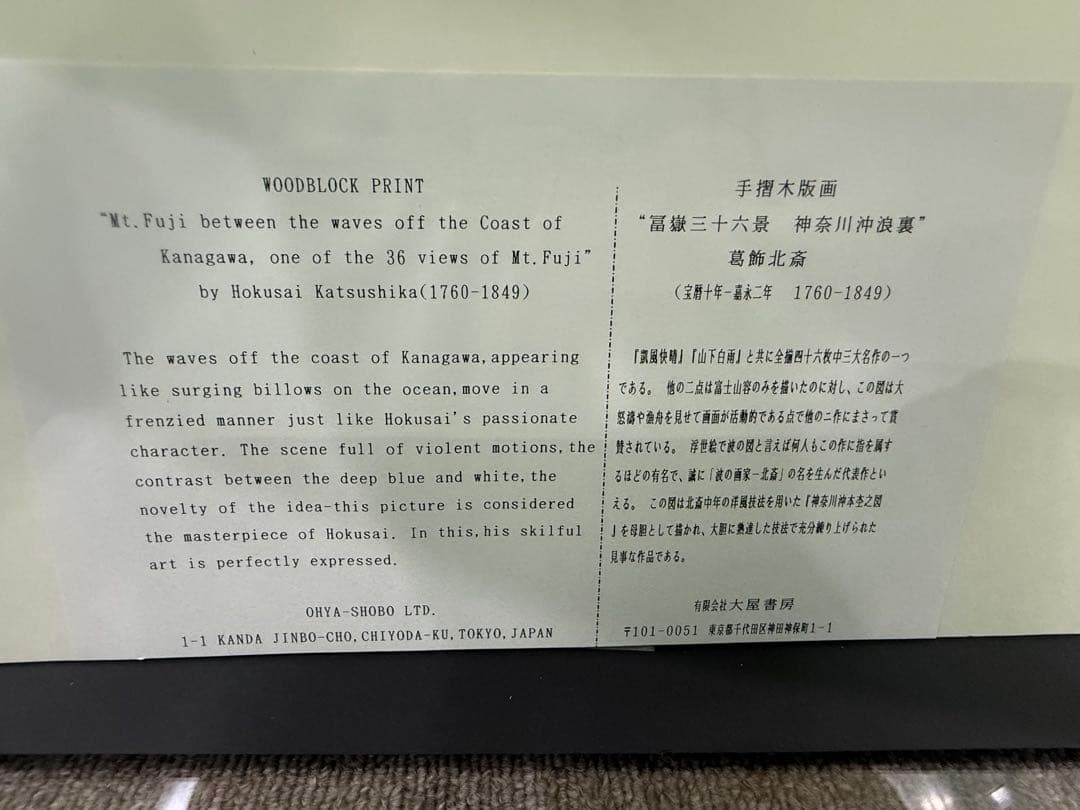 WOODBLOCK PRINT
"Mt.Fuji between the waves off the Coast of
Kanagawa, one of the 36 views of Mt.Fuji"
by Hokusai Katsushika(1760-1849)
The waves off the coast of Kanagawa,appearing
like surging billows on the ocean,move in a
frenzied manner just like Hokusai's passionate
character. The scene full of violent motions,the
contrast between the deep blue and white,the
novelty of the idea-this picture is considered
the masterpiece of Hokusai. In this,his skilful
art is perfectly expressed.
OHYA-SHOBO LTD.
1-1 KANDA JINBO-CHO,CHIYODA-KU,TOKYO,JAPAN
手摺木版画
"冨嶽三十六景 神奈川沖浪裏"
葛飾北斎
(宝暦十年-嘉永二年 1760-1849)
『凱風快晴』『山下白雨』と共に全揃四十六枚中三大名作の一つ
である。 他の二点は富士山容のみを描いたのに対し、この図は大
怒濤や漁舟を見せて画面が活動的である点で他の二作にまさって賞
賛されている。 浮世絵で波の図と言えば何人もこの作に指を属す
るほどの有名で、誠に「波の画家-北斎」の名を生んだ代表作とい
える。 この図は北斎中年の洋風技法を用いた『神奈川沖本杢之図
』を母胆として描かれ、大胆に熟達した技法で充分練り上げられた
見事な作品である。
有限会社大屋書房
〒101-0051 東京都千代田区神田神保町1-1